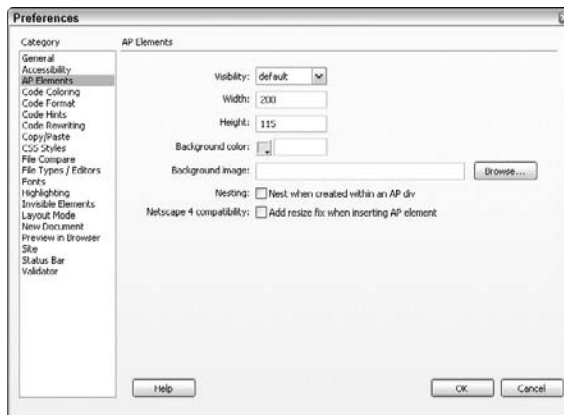 Preferences
Category
AP Elements
General
Accessibility
AP Elements
Code Coloring
Code Format
Code Hints
Code Rewriting
Copy/Paste
CSS Styles
File Compare
File Types / Editors
Fonts
Highlighting
Invisible Elements
Layout Mode
New Document
Preview in Browser
Site
Status Bar
Validator
Visibility: default
Width: 200
Height: 115
Background color:
Background image: Browse...
Nesting: Nest when created within an AP div
Netscape 4 compatibility: Add resize fix when inserting AP element
Help OK Cancel